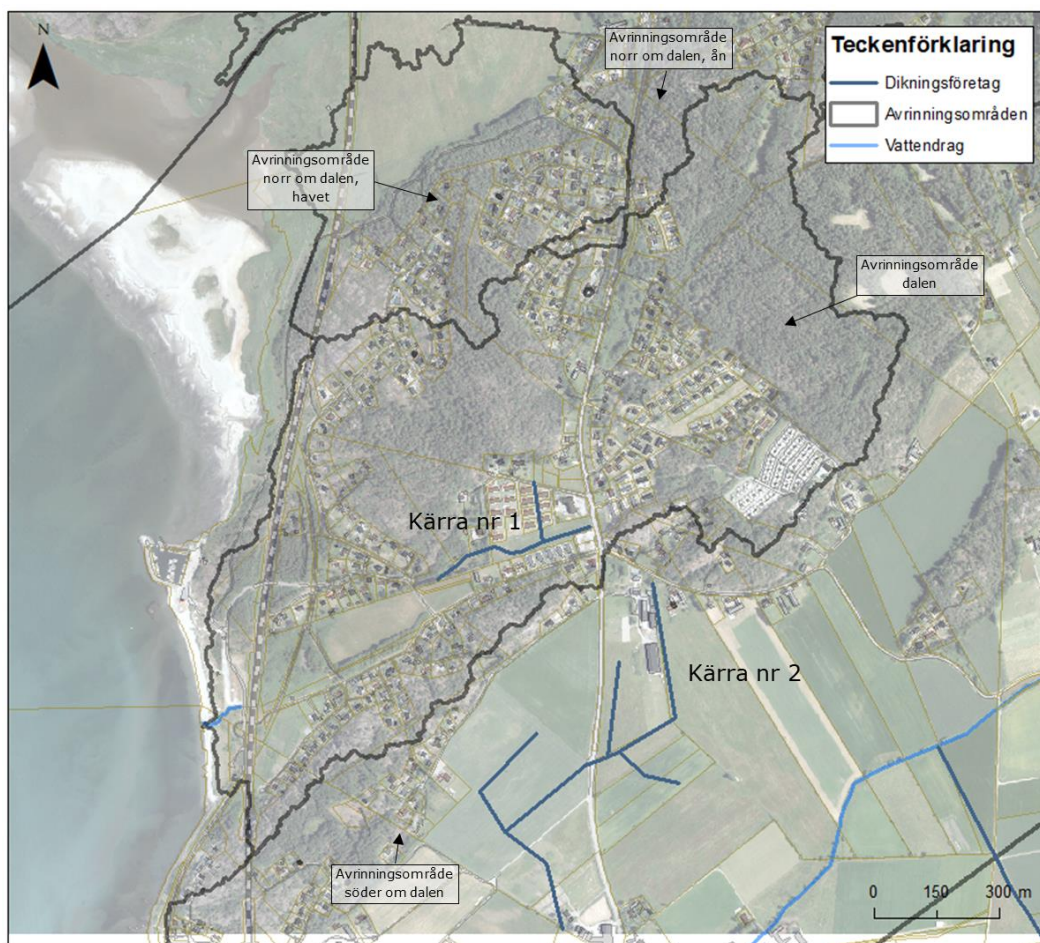 N
Avrinningsområde
norr om dalen, ån
Teckenförklaring
Dikningsföretag
Avrinningsområden
Vattendrag
Avrinningsområde
norr om dalen,
havet
Avrinningsområde
dalen
Kärra nr 1
Kärra nr 2
Avrinningsområde
söder om dalen
0 150 300 m